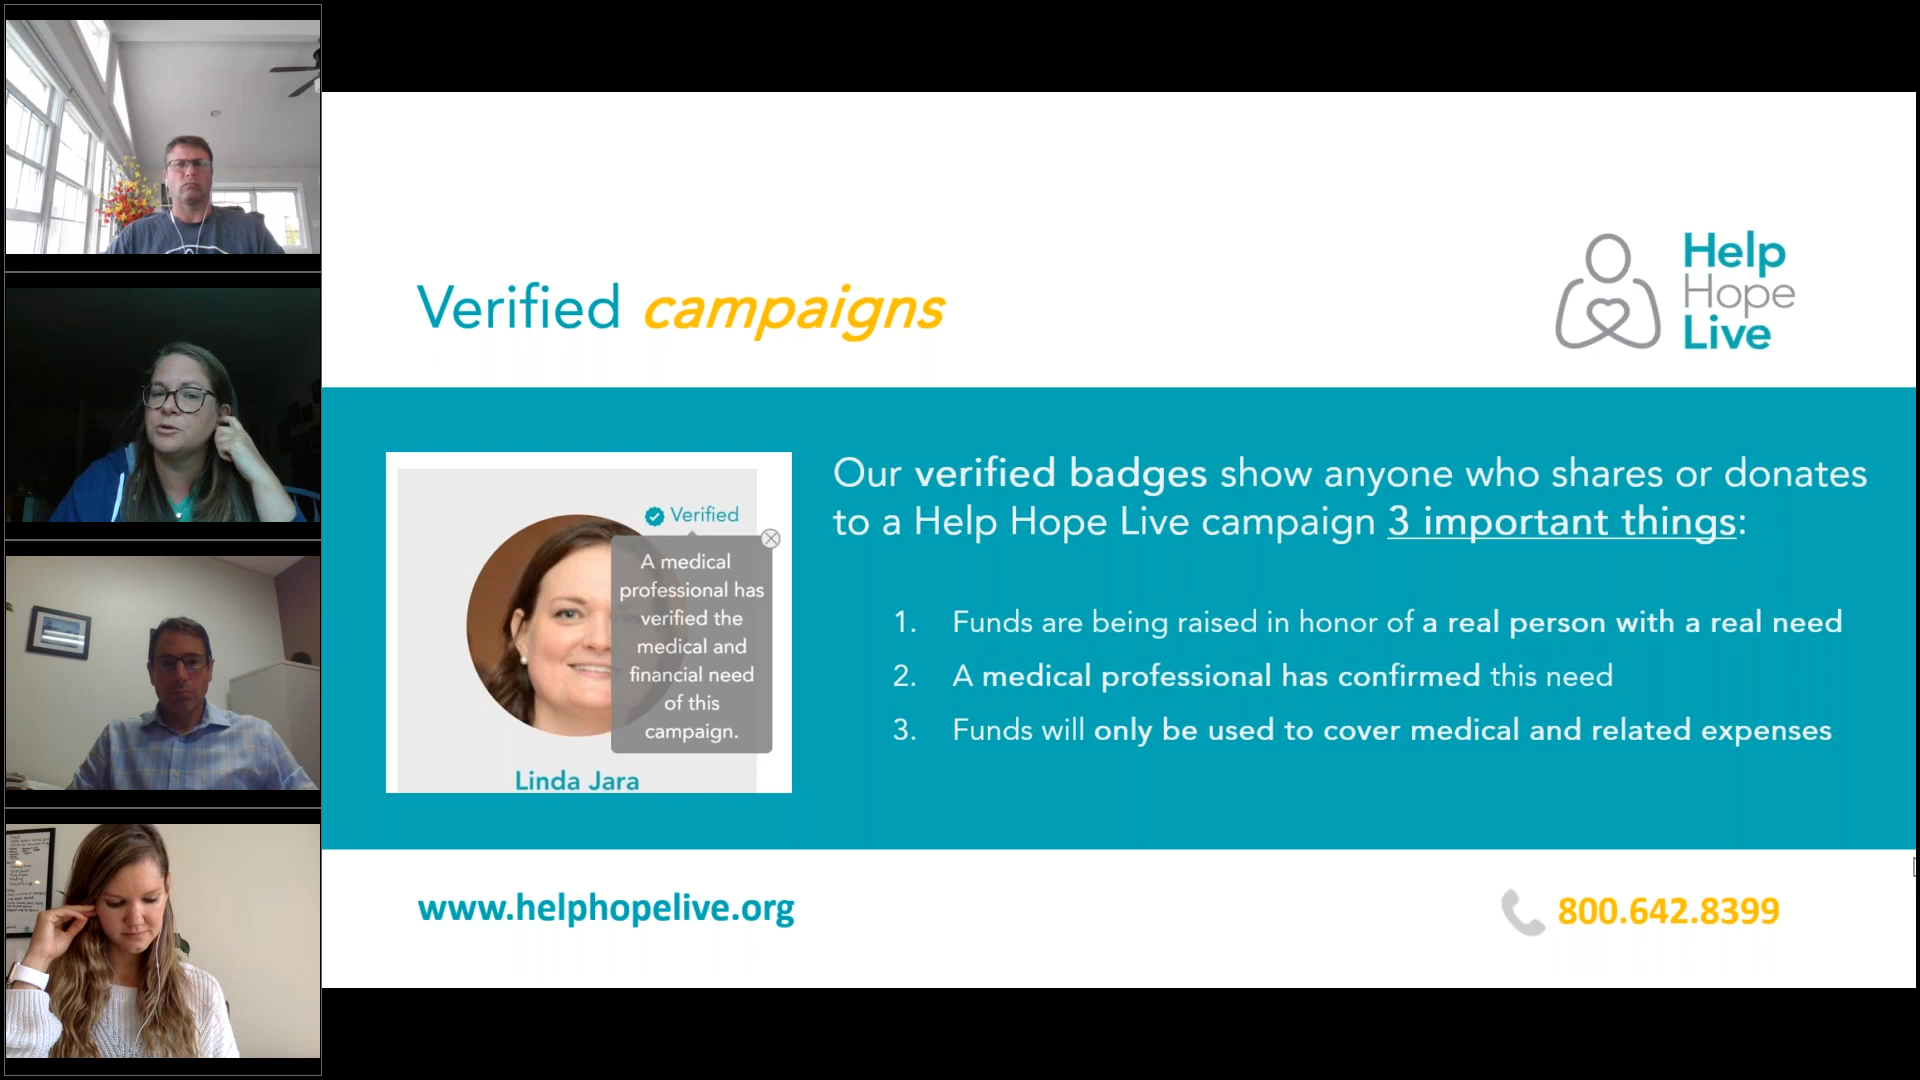 Verified campaigns
Help
Hope
Live
Verified
A medical
professional has
verified the
medical and
financial need
of this
campaign.
Linda Jara
Our verified badges show anyone who shares or donates
to a Help Hope Live campaign 3 important things:
1. Funds are being raised in honor of a real person with a real need
2. A medical professional has confirmed this need
3. Funds will only be used to cover medical and related expenses
www.helphopelive.org
800.642.8399